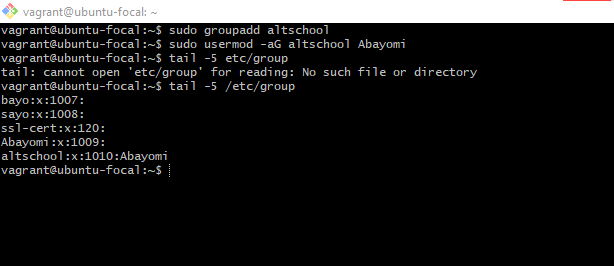 vagrant@ubuntu-focal: ~
vagrant@ubuntu-focal:~$ sudo groupadd altschool
vagrant@ubuntu-focal:~$ sudo usermod -aG altschool Abayomi
vagrant@ubuntu-focal:~$ tail -5 etc/group
tail: cannot open 'etc/group' for reading: No such file or directory
vagrant@ubuntu-focal:~$ tail -5 /etc/group
bayo:x:1007:
sayo:x:1008:
ssl-cert:x:120:
Abayomi:x:1009:
altschool:x:1010:Abayomi
vagrant@ubuntu-focal:~$